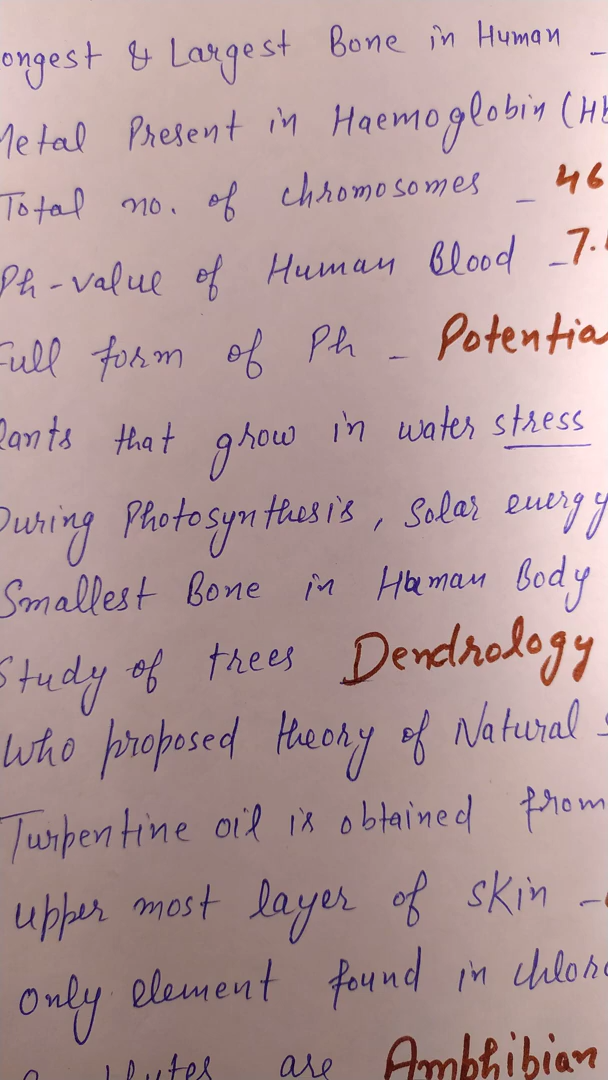 ongest & Largest Bone in Human -
Metal Present in Haemoglobin (Hb
Total no. of chromosomes - 46
Ph-value of Human Blood - 7.
Full form of Ph - Potentia
lants that grow in water stress
During Photosynthesis, Solar energy
Smallest Bone in Human Body
Study of trees Dendrology
Who proposed theory of Natural s
Turpentine oil is obtained from
upper most layer of skin -
only element found in chloro
are Amphibian